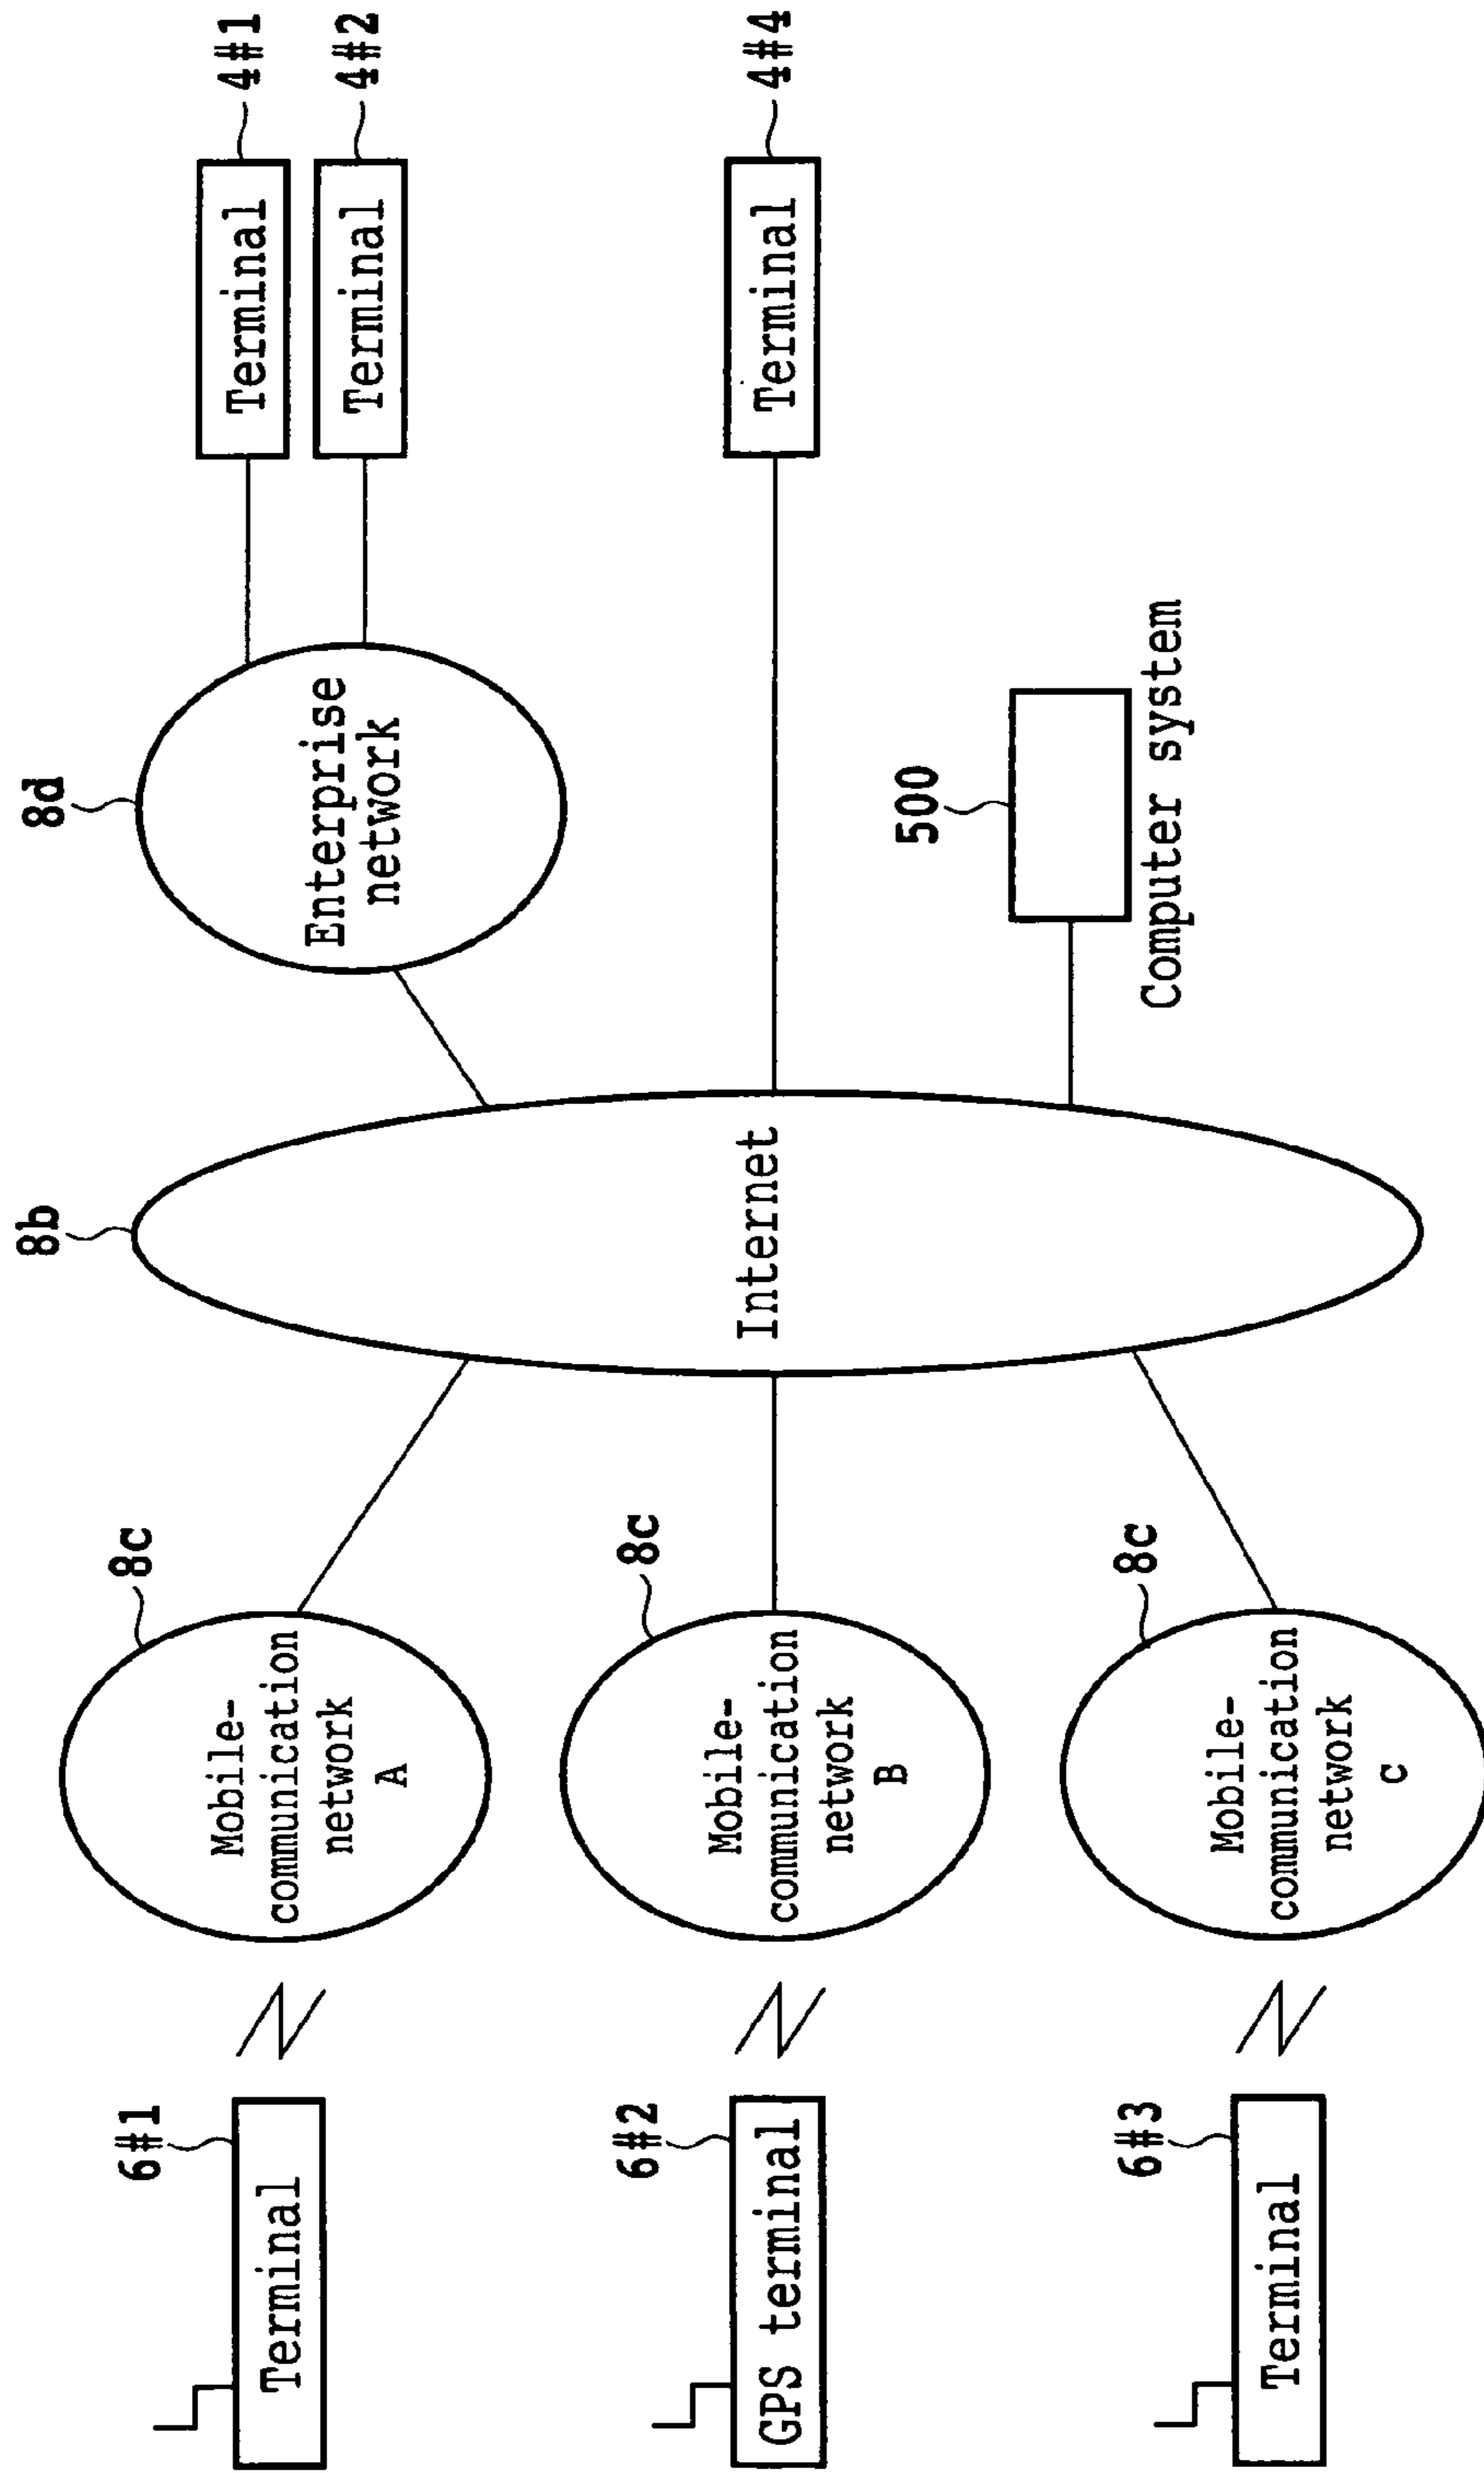 6#1
Terminal
8c
Mobile-
communication
network
A
6#2
GPS terminal
8c
Mobile-
communication
network
B
6#3
Terminal
8c
Mobile-
communication
network
C
8b
Internet
8d
Enterprise
network
4#1
Terminal
4#2
Terminal
4#4
Terminal
500
Computer system